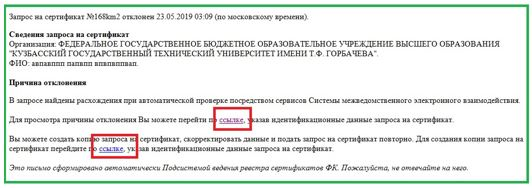 Запрос на сертификат №168km2 отклонен 23.05.2019 03:09 (по московскому времени).
Сведения запроса на сертификат
Организация: ФЕДЕРАЛЬНОЕ ГОСУДАРСТВЕННОЕ БЮДЖЕТНОЕ ОБРАЗОВАТЕЛЬНОЕ УЧРЕЖДЕНИЕ ВЫСШЕГО ОБРАЗОВАНИЯ
"КУЗБАССКИЙ ГОСУДАРСТВЕННЫЙ ТЕХНИЧЕСКИЙ УНИВЕРСИТЕТ ИМЕНИ Т.Ф. ГОРБАЧЕВА".
ФИО:
Причина отклонения
В запросе найдены расхождения при автоматической проверке посредством сервисов Системы межведомственного электронного взаимодействия.
Для просмотра причины отклонения Вы можете перейти по ссылке, указав идентификационные данные запроса на сертификат.
Вы можете создать копию запроса на сертификат, скорректировать данные и подать запрос на сертификат повторно. Для создания копии запроса на
сертификат перейдите по ссылке, указав идентификационные данные запроса на сертификат.
Это письмо сформировано автоматически Подсистемой ведения реестра сертификатов ФК. Пожалуйста, не отвечайте на него.